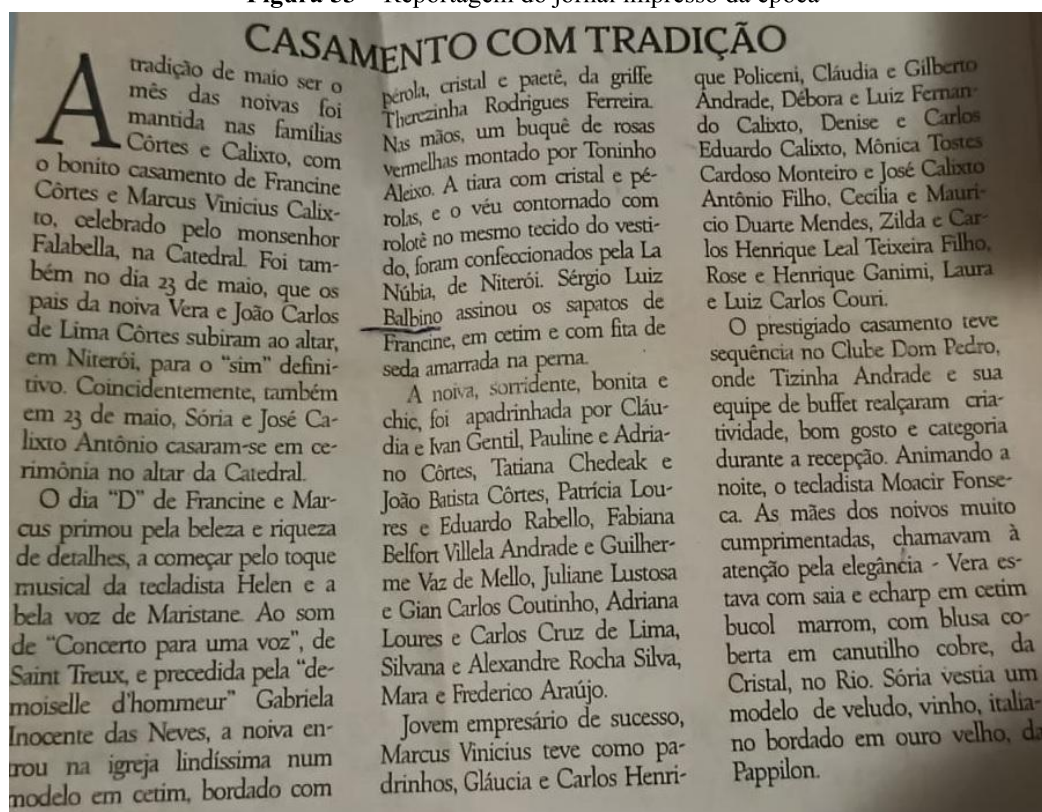 CASAMENTO COM TRADIÇÃO
A tradição de maio ser o
mês das noivas foi
mantida nas famílias
Côrtes e Calixto, com
o bonito casamento de Francine
Côrtes e Marcus Vinicius Calix-
to, celebrado pelo monsenhor
Falabella, na Catedral. Foi tam-
bém no dia 23 de maio, que os
pais da noiva Vera e João Carlos
de Lima Côrtes subiram ao altar,
em Niterói, para o “sim” defini-
tivo. Coincidentemente, também
em 23 de maio, Sória e José Ca-
lixto Antônio casaram-se em ce-
rimônia no altar da Catedral.
O dia “D” de Francine e Mar-
cus primou pela beleza e riqueza
de detalhes, a começar pelo toque
musical da tecladista Helen e a
bela voz de Maristane. Ao som
de “Concerto para uma voz”, de
Saint Treux, e precedida pela “de-
moiselle d’hommeur” Gabriela
Inocente das Neves, a noiva en-
trou na igreja lindíssima num
modelo em cetim, bordado com
pérola, cristal e paetê, da griffe
Therezinha Rodrigues Ferreira.
Nas mãos, um buquê de rosas
vermelhas montado por Toninho
Aleixo. A tiara com cristal e pé-
rolas, e o véu contornado com
rolotê no mesmo tecido do vesti-
do, foram confeccionados pela La
Núbia, de Niterói. Sérgio Luiz
Balbino assinou os sapatos de
Francine, em cetim e com fita de
seda amarrada na perna.
A noiva, sorridente, bonita e
chic, foi apadrinhada por Cláu-
dia e Ivan Gentil, Pauline e Adria-
no Côrtes, Tatiana Chedeak e
João Batista Côrtes, Patrícia Lou-
res e Eduardo Rabello, Fabiana
Belfort Villela Andrade e Guilher-
me Vaz de Mello, Juliane Lustosa
e Gian Carlos Coutinho, Adriana
Loures e Carlos Cruz de Lima,
Silvana e Alexandre Rocha Silva,
Mara e Frederico Araújo.
Jovem empresário de sucesso,
Marcus Vinicius teve como pa-
drinhos, Gláucia e Carlos Henri-
que Policeni, Cláudia e Gilberto
Andrade, Débora e Luiz Fernan-
do Calixto, Denise e Carlos
Eduardo Calixto, Mônica Tostes
Cardoso Monteiro e José Calixto
Antônio Filho, Cecília e Mauri-
cio Duarte Mendes, Zilda e Car-
los Henrique Leal Teixeira Filho,
Rose e Henrique Ganimi, Laura
e Luiz Carlos Couri.
O prestigiado casamento teve
sequência no Clube Dom Pedro,
onde Tizinha Andrade e sua
equipe de buffet realçaram cria-
tividade, bom gosto e categoria
durante a recepção. Animando a
noite, o tecladista Moacir Fonse-
ca. As mães dos noivos muito
cumprimentadas, chamavam à
atenção pela elegância - Vera es-
tava com saia e echarp em cetim
bucol marrom, com blusa co-
berta em canutilho cobre, da
Cristal, no Rio. Sória vestia um
modelo de veludo, vinho, italia-
no bordado em ouro velho, da
Pappilon.